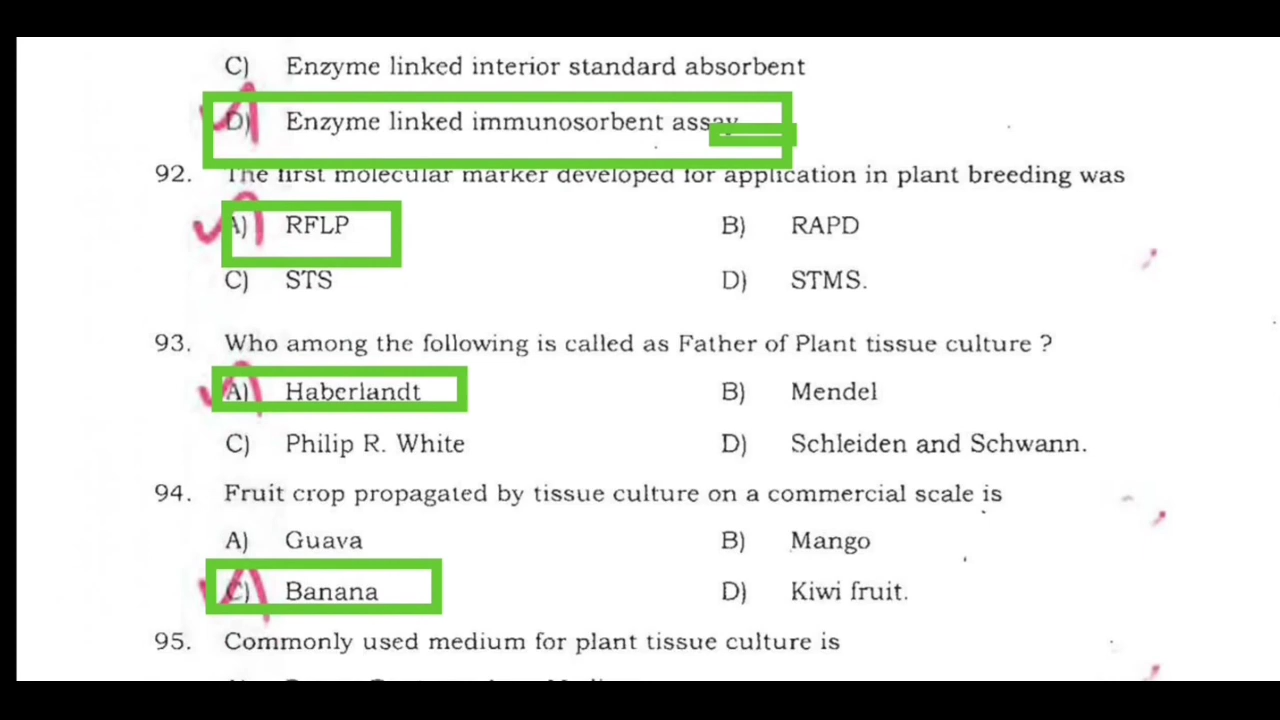 C) Enzyme linked interior standard absorbent
D) Enzyme linked immunosorbent assay
92. The first molecular marker developed for application in plant breeding was
A) RFLP B) RAPD
C) STS D) STMS.
93. Who among the following is called as Father of Plant tissue culture ?
A) Haberlandt B) Mendel
C) Philip R. White D) Schleiden and Schwann.
94. Fruit crop propagated by tissue culture on a commercial scale is
A) Guava B) Mango
C) Banana D) Kiwi fruit.
95. Commonly used medium for plant tissue culture is